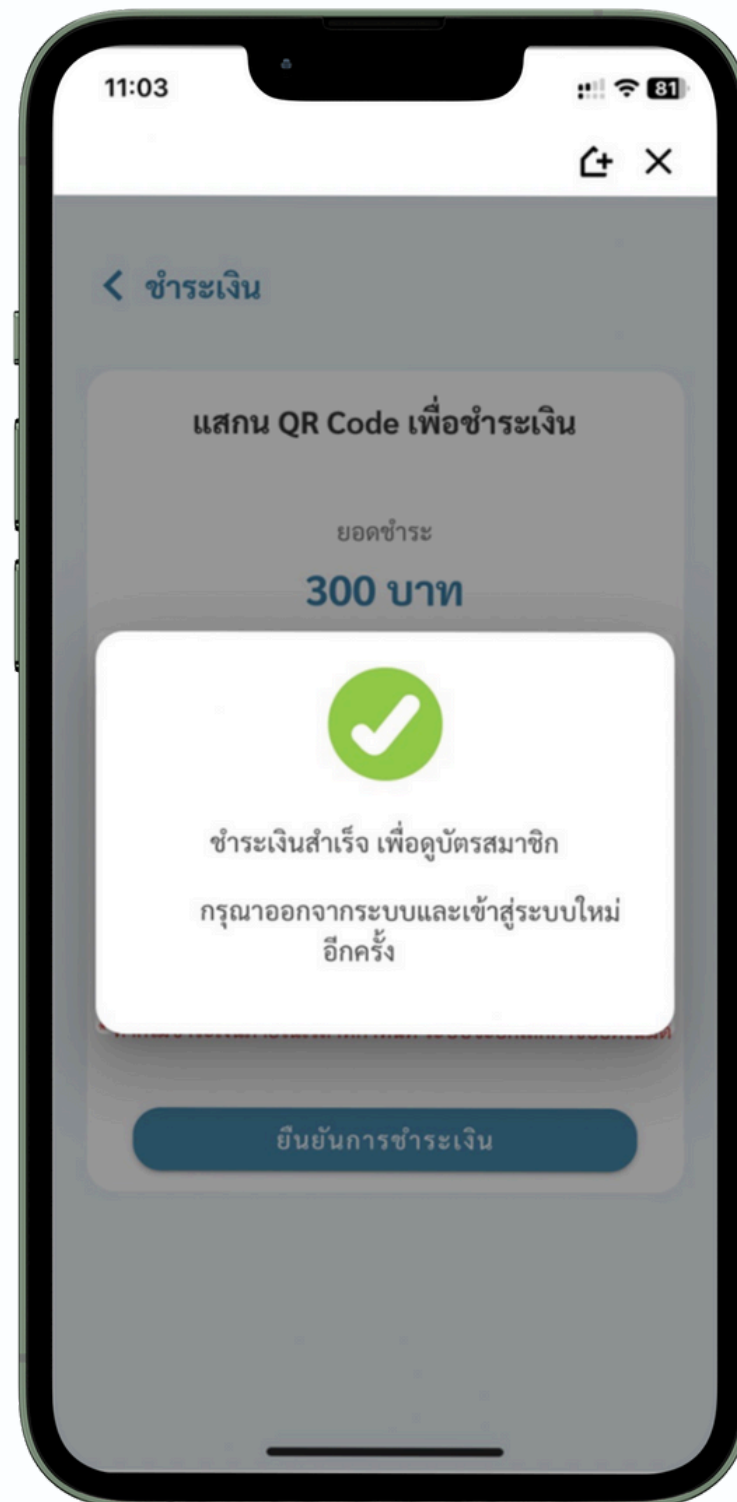 11:03
81
ชำระเงิน
แสกน QR Code เพื่อชำระเงิน
ยอดชำระ
300 บาท
ชำระเงินสำเร็จ เพื่อดูบัตรสมาชิก
กรุณาออกจากระบบและเข้าสู่ระบบใหม่
อีกครั้ง
ยืนยันการชำระเงิน